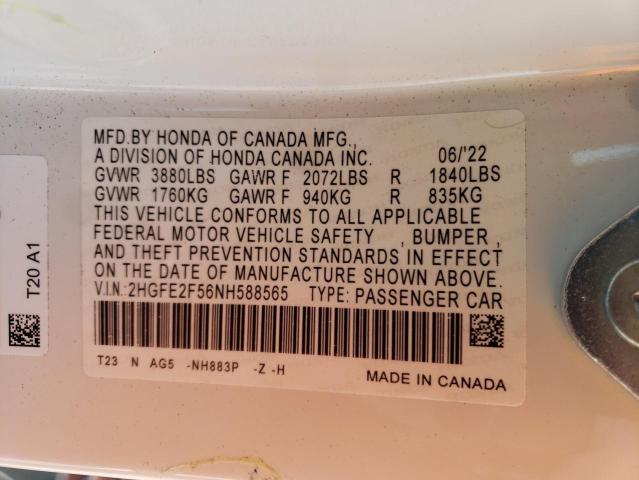 MFD.BY HONDA OF CANADA MFG.,
A DIVISION OF HONDA CANADA INC. 06/'22
GVWR 3880LBS GAWR F 2072LBS R 1840LBS
GVWR 1760KG GAWR F 940KG R 835KG
THIS VEHICLE CONFORMS TO ALL APPLICABLE
FEDERAL MOTOR VEHICLE SAFETY , BUMPER ,
AND THEFT PREVENTION STANDARDS IN EFFECT
ON THE DATE OF MANUFACTURE SHOWN ABOVE.
V.I.N.:2HGFE2F56NH588565 TYPE: PASSENGER CAR
T23 N AG5 -NH883P -Z -H
MADE IN CANADA
T20 A1